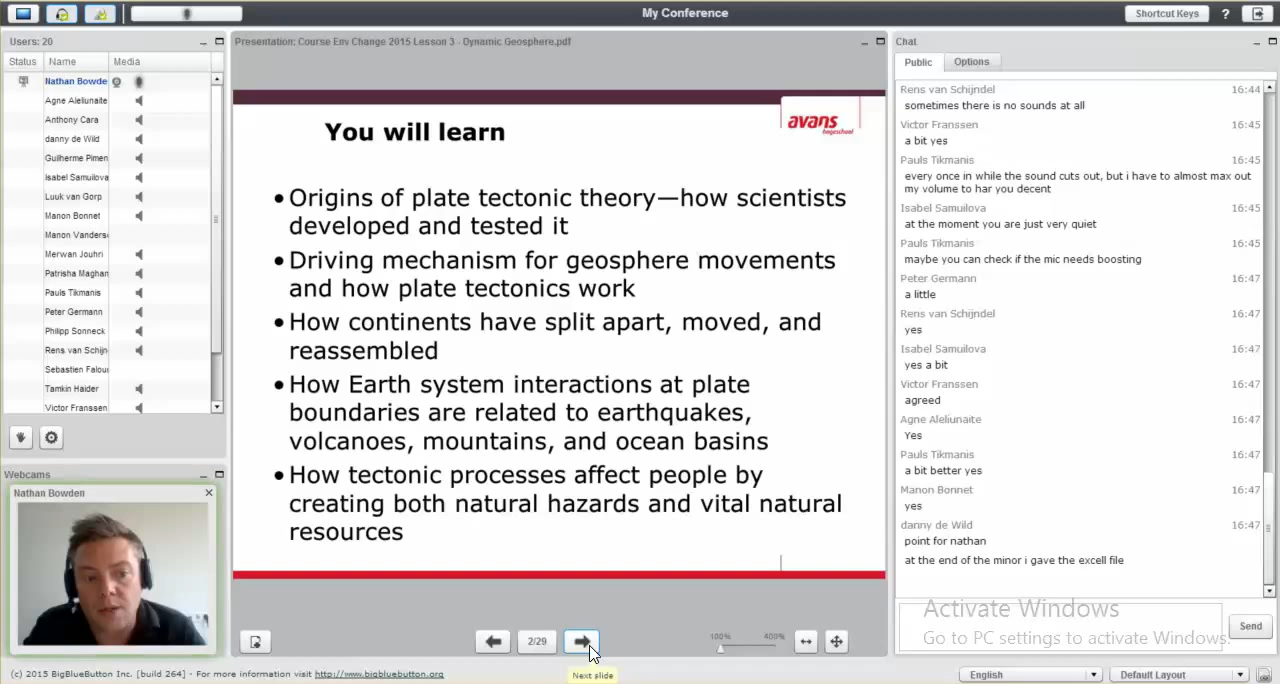 My Conference
Shortcut Keys
?
Users: 20
Status Name Media
Nathan Bowde
Agne Aleliunaite
Anthony Cara
danny de Wild
Guilherme Pimen
Isabel Samuilova
Luuk van Gorp
Manon Bonnet
Manon Vanders
Merwan Jouhri
Patrisha Maghan
Pauls Tikmanis
Peter Germann
Philipp Sonneck
Rens van Schijn
Sebastien Falou
Tamkin Haider
Victor Franssen
Webcams
Nathan Bowden
Presentation: Course Env Change 2015 Lesson 3 - Dynamic Geosphere.pdf
avans
hogeschool
You will learn
•Origins of plate tectonic theory—how scientists
developed and tested it
•Driving mechanism for geosphere movements
and how plate tectonics work
•How continents have split apart, moved, and
reassembled
•How Earth system interactions at plate
boundaries are related to earthquakes,
volcanoes, mountains, and ocean basins
•How tectonic processes affect people by
creating both natural hazards and vital natural
resources
2/29
100% 400%
Next slide
Chat
Public Options
Rens van Schijndel 16:44
sometimes there is no sounds at all
Victor Franssen 16:45
a bit yes
Pauls Tikmanis 16:45
every once in while the sound cuts out, but i have to almost max out
my volume to har you decent
Isabel Samuilova 16:45
at the moment you are just very quiet
Pauls Tikmanis 16:45
maybe you can check if the mic needs boosting
Peter Germann 16:47
a little
Rens van Schijndel 16:47
yes
Isabel Samuilova 16:47
yes a bit
Victor Franssen 16:47
agreed
Agne Aleliunaite 16:47
Yes
Pauls Tikmanis 16:47
a bit better yes
Manon Bonnet 16:47
yes
danny de Wild 16:47
point for nathan
at the end of the minor i gave the excell file
Activate Windows
Go to PC settings to activate Windows.
Send
(c) 2015 BigBlueButton Inc. [build 264] - For more information visit http://www.bigbluebutton.org
English
Default Layout